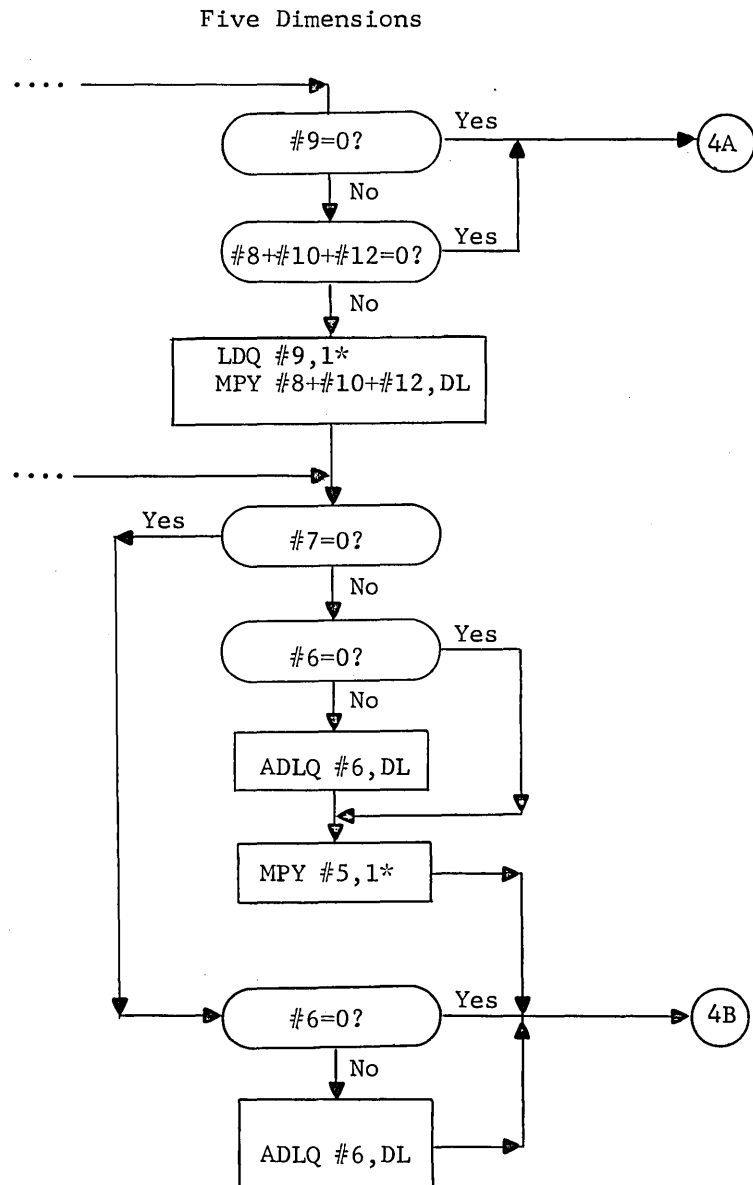 Five Dimensions
....
#9=0?
Yes
4A
No
#8+#10+#12=0?
Yes
No
LDQ #9,1*
MPY #8+#10+#12,DL
....
Yes
#7=0?
No
#6=0?
Yes
No
ADLQ #6,DL
MPY #5,1*
#6=0?
Yes
4B
No
ADLQ #6,DL